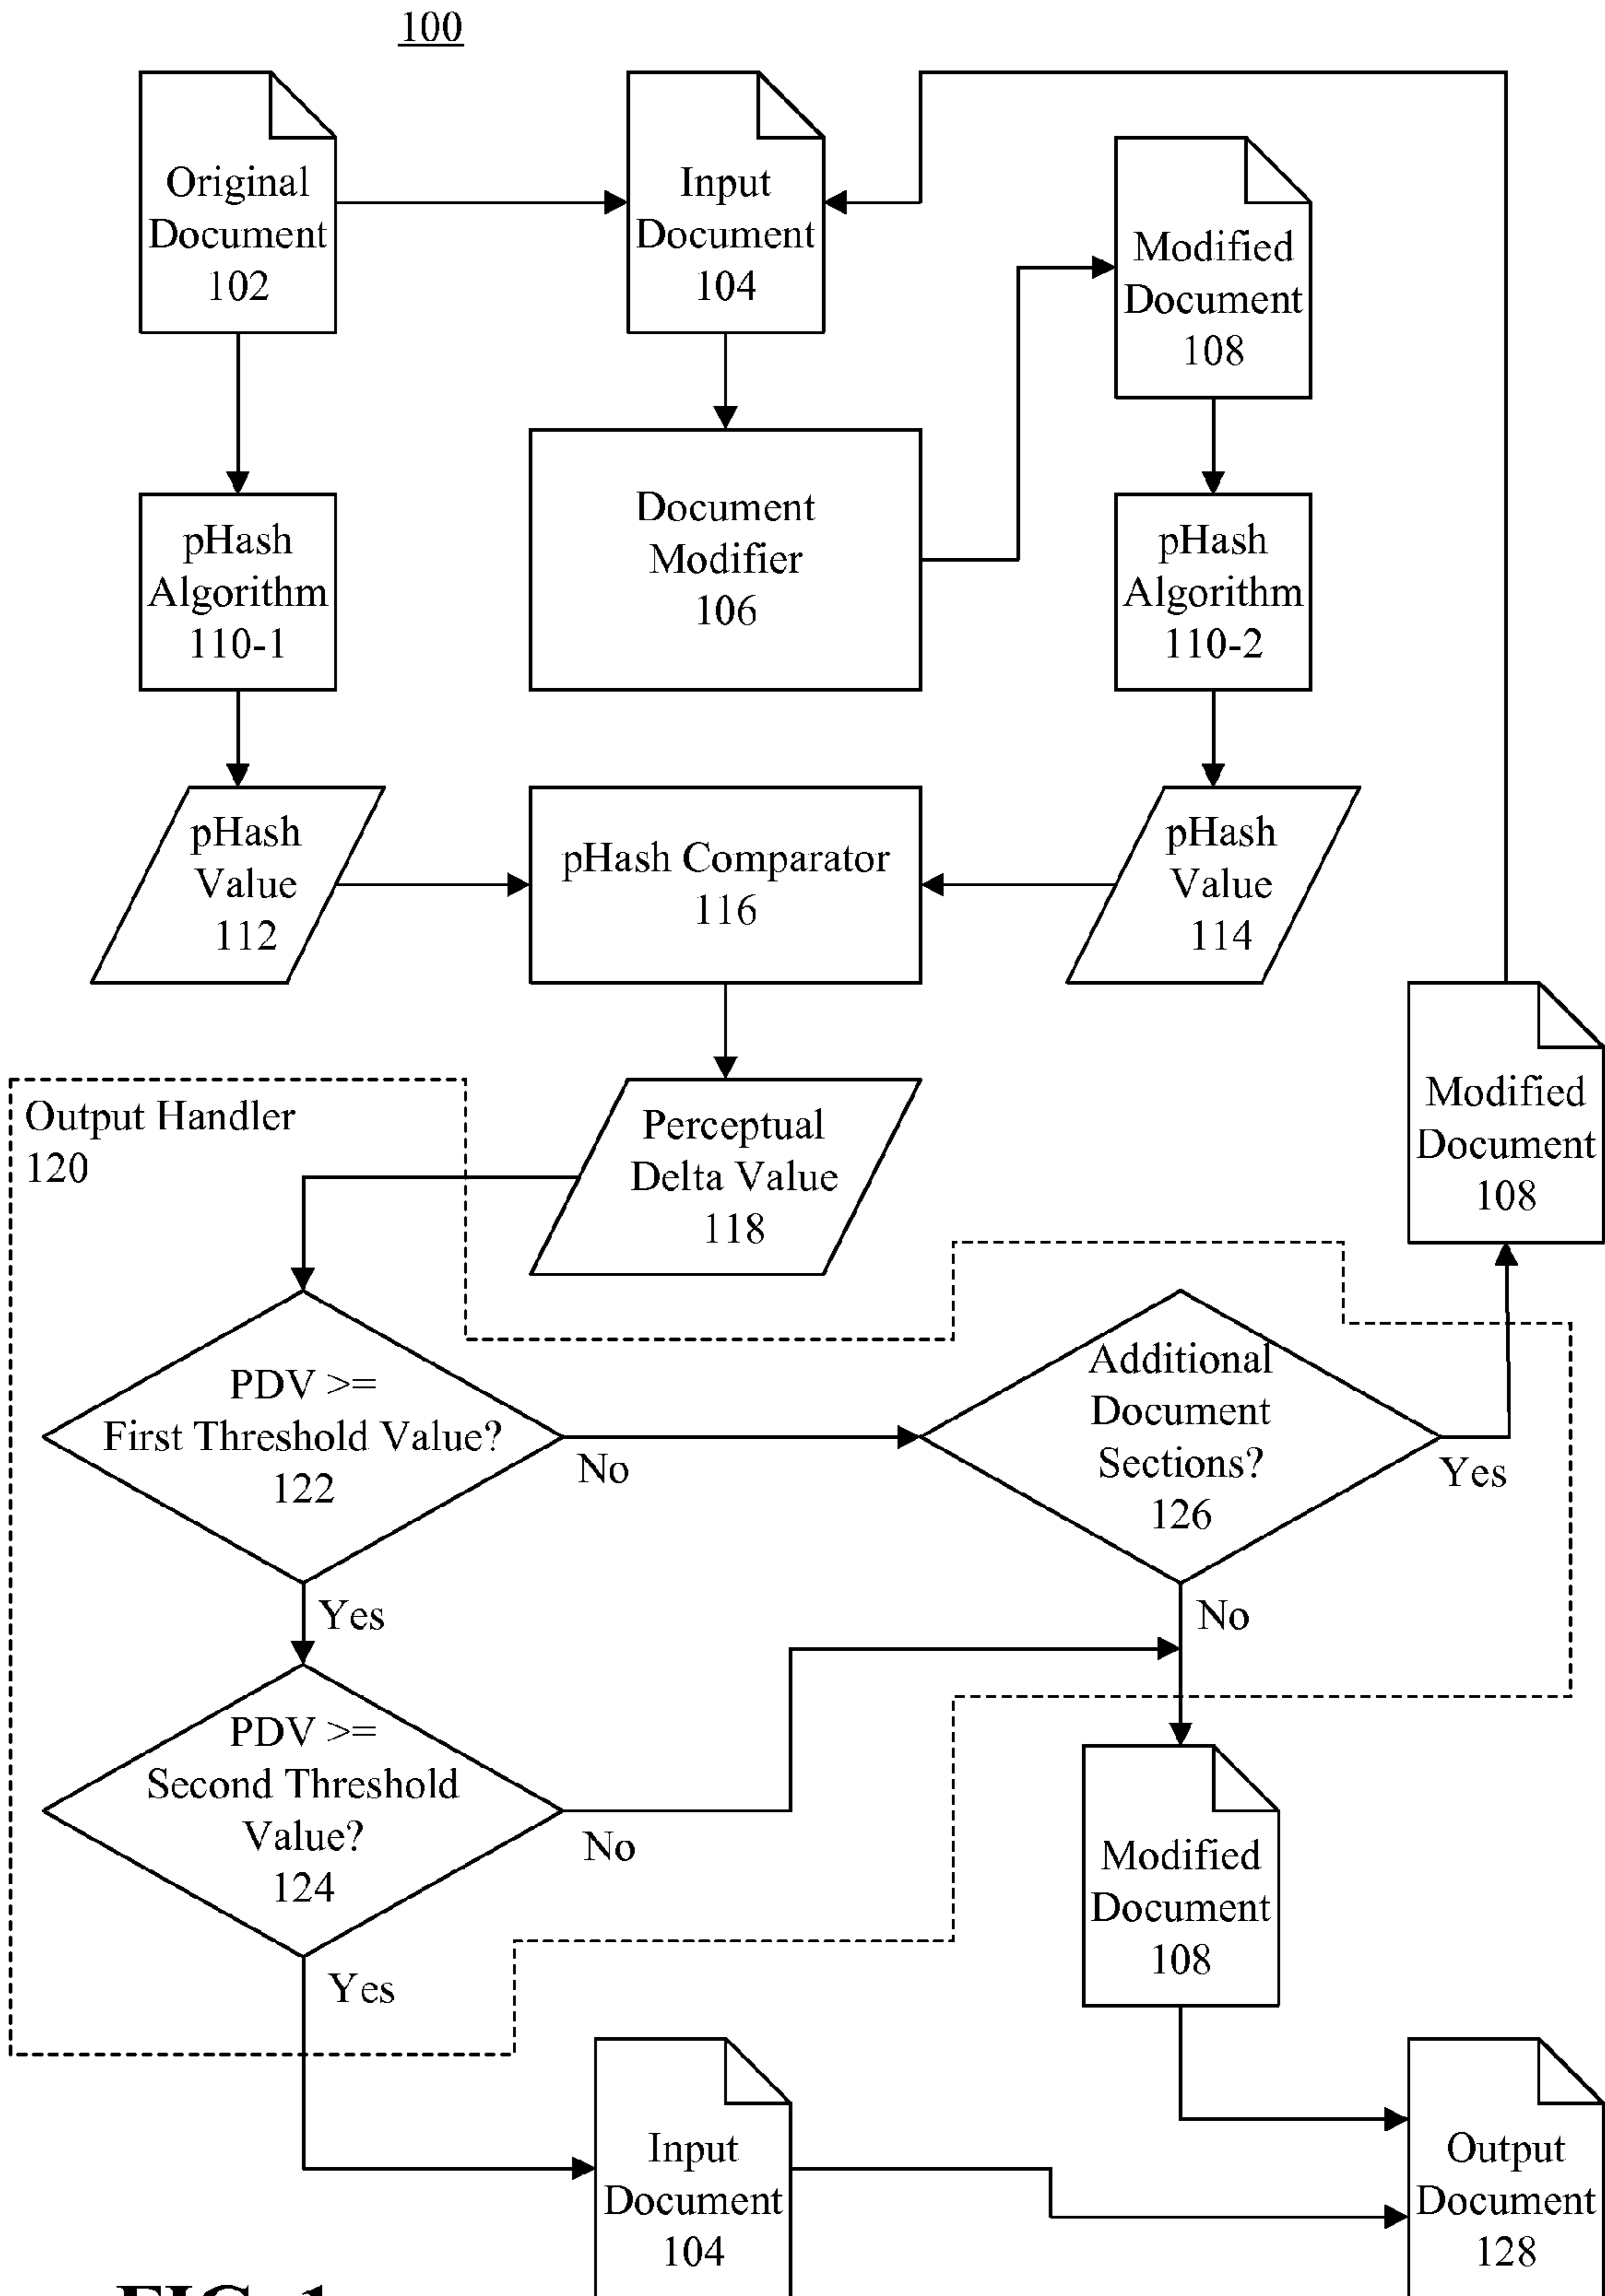 100
Original
Document
102
Input
Document
104
Modified
Document
108
Document
Modifier
106
pHash
Algorithm
110-1
pHash
Algorithm
110-2
pHash
Value
112
pHash Comparator
116
pHash
Value
114
Output Handler
120
Perceptual
Delta Value
118
Modified
Document
108
PDV >=
First Threshold Value?
122
No
Additional
Document
Sections?
126
Yes
Yes
No
PDV >=
Second Threshold
Value?
124
No
Yes
Modified
Document
108
Input
Document
104
Output
Document
128
FIG. 1